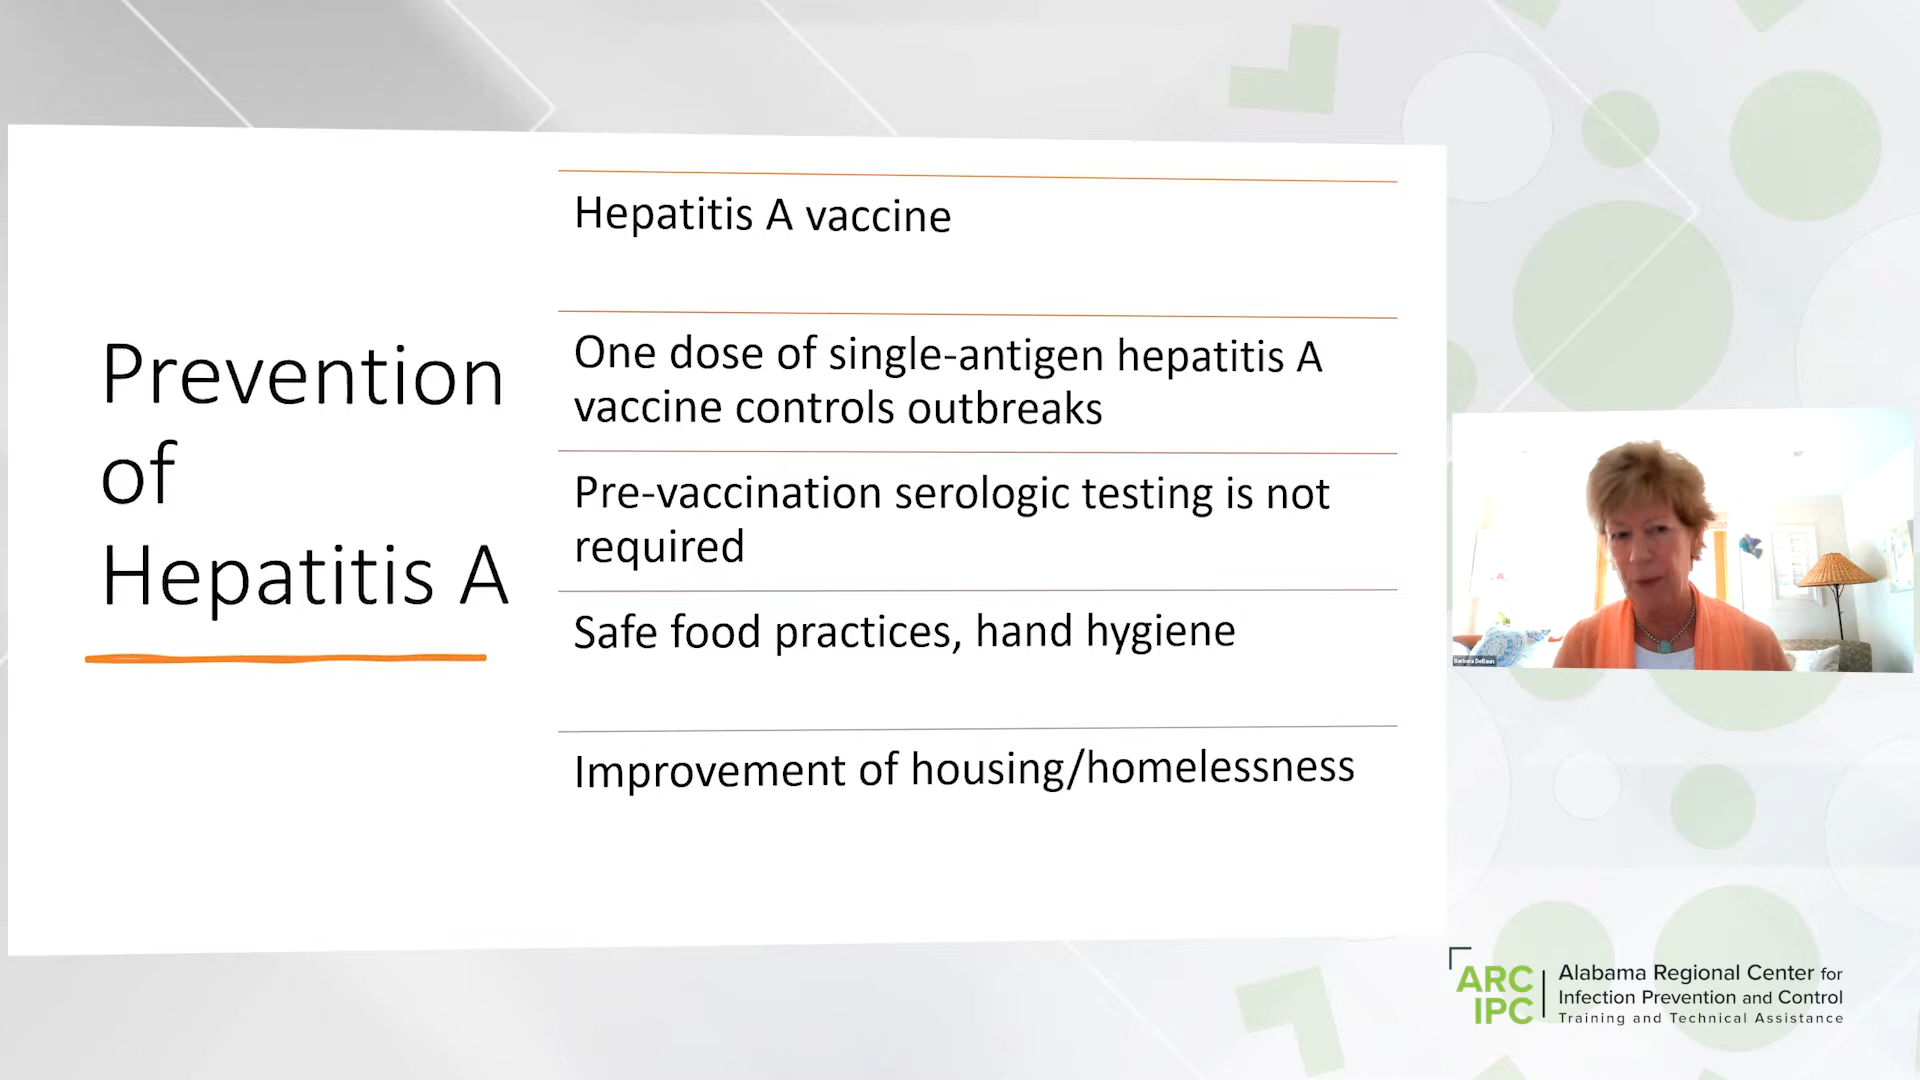 Prevention
of
Hepatitis A
Hepatitis A vaccine
One dose of single-antigen hepatitis A
vaccine controls outbreaks
Pre-vaccination serologic testing is not
required
Safe food practices, hand hygiene
Improvement of housing/homelessness
Barbara DeBaun
ARC
IPC
Alabama Regional Center for
Infection Prevention and Control
Training and Technical Assistance